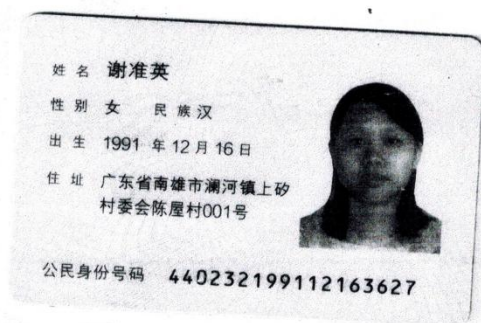 姓名 谢准英
性别 女 民族 汉
出生 1991 年 12 月 16 日
住址 广东省南雄市澜河镇上矽
村委会陈屋村001号
公民身份号码 440232199112163627